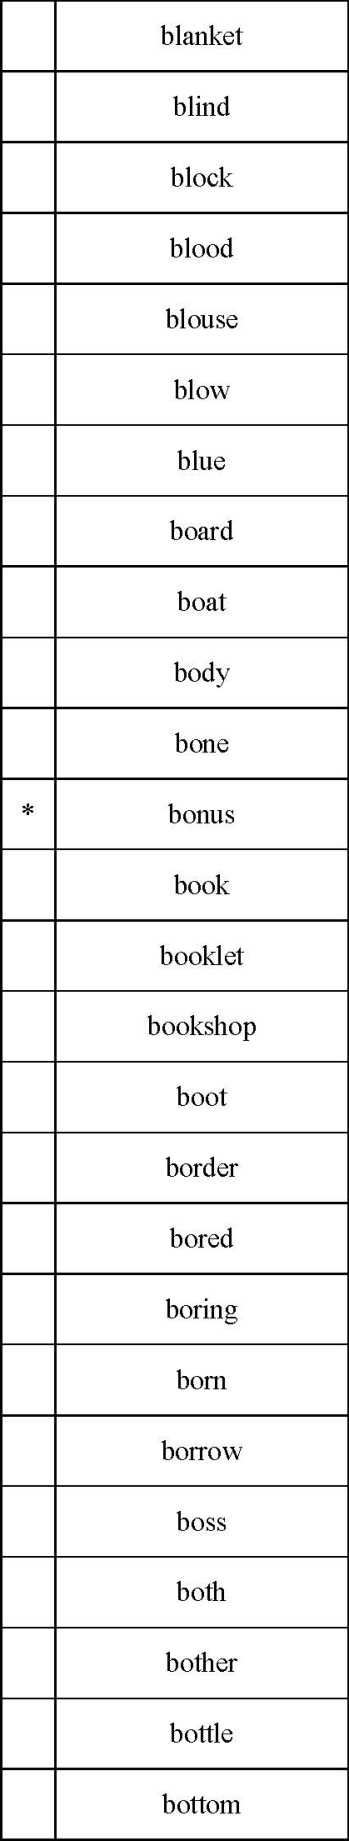 blanket
blind
block
blood
blouse
blow
blue
board
boat
body
bone
* bonus
book
booklet
bookshop
boot
border
bored
boring
born
borrow
boss
both
bother
bottle
bottom